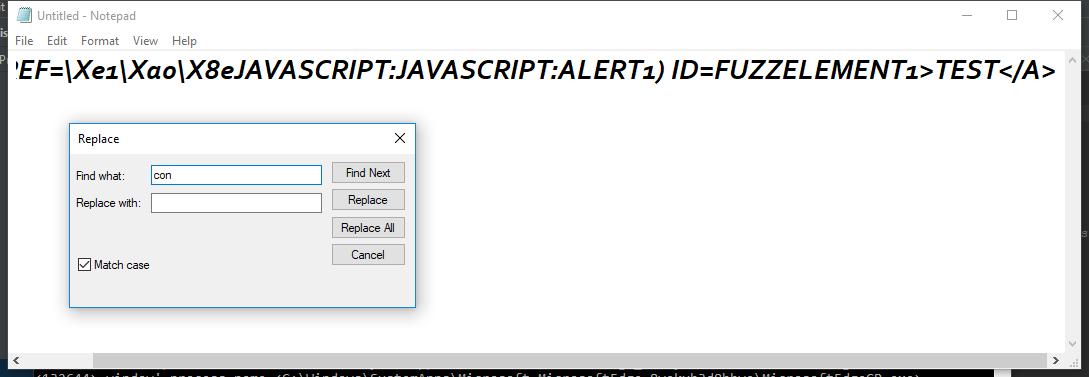 Untitled - Notepad
File Edit Format View Help
REF=\Xe1\Xa0\X8eJAVASCRIPT:JAVASCRIPT:ALERT1) ID=FUZZELEMENT1>TEST</A>
Replace
Find what: con Find Next
Replace with: Replace
Replace All
Cancel
Match case